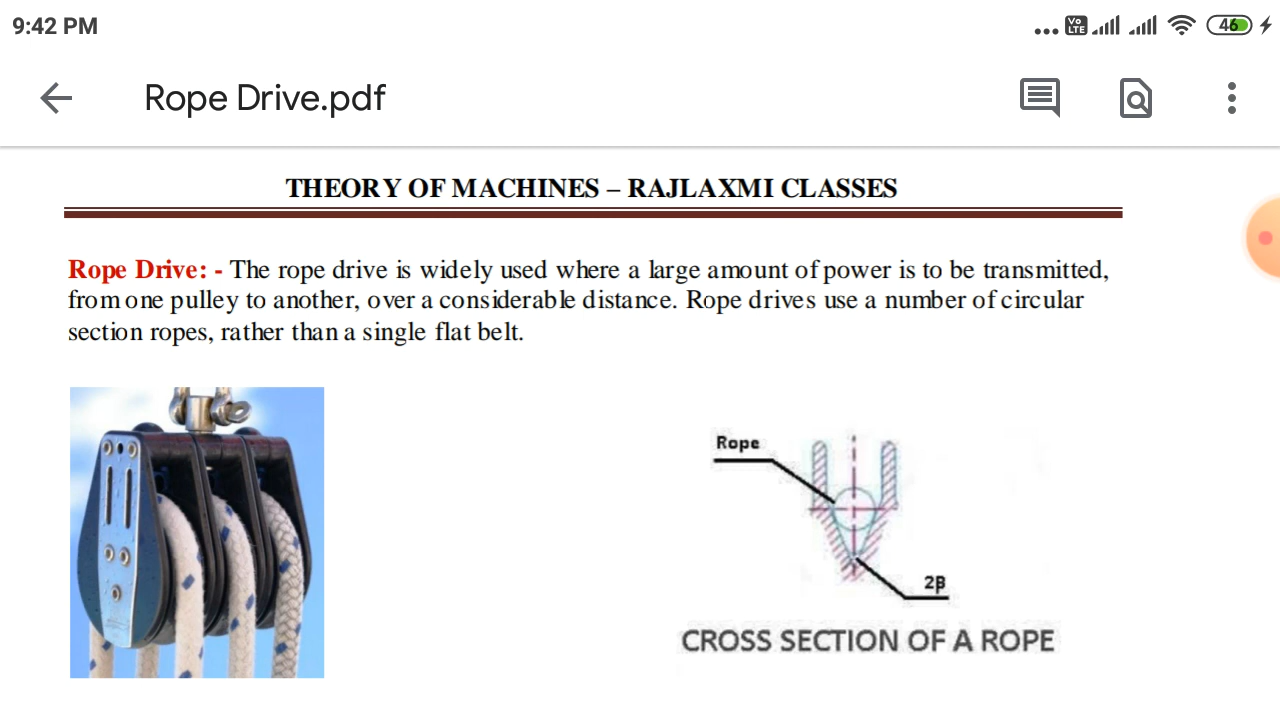 9:42 PM
Vo LTE
46
Rope Drive.pdf
THEORY OF MACHINES – RAJLAXMI CLASSES
Rope Drive: - The rope drive is widely used where a large amount of power is to be transmitted,
from one pulley to another, over a considerable distance. Rope drives use a number of circular
section ropes, rather than a single flat belt.
Rope
2β
CROSS SECTION OF A ROPE